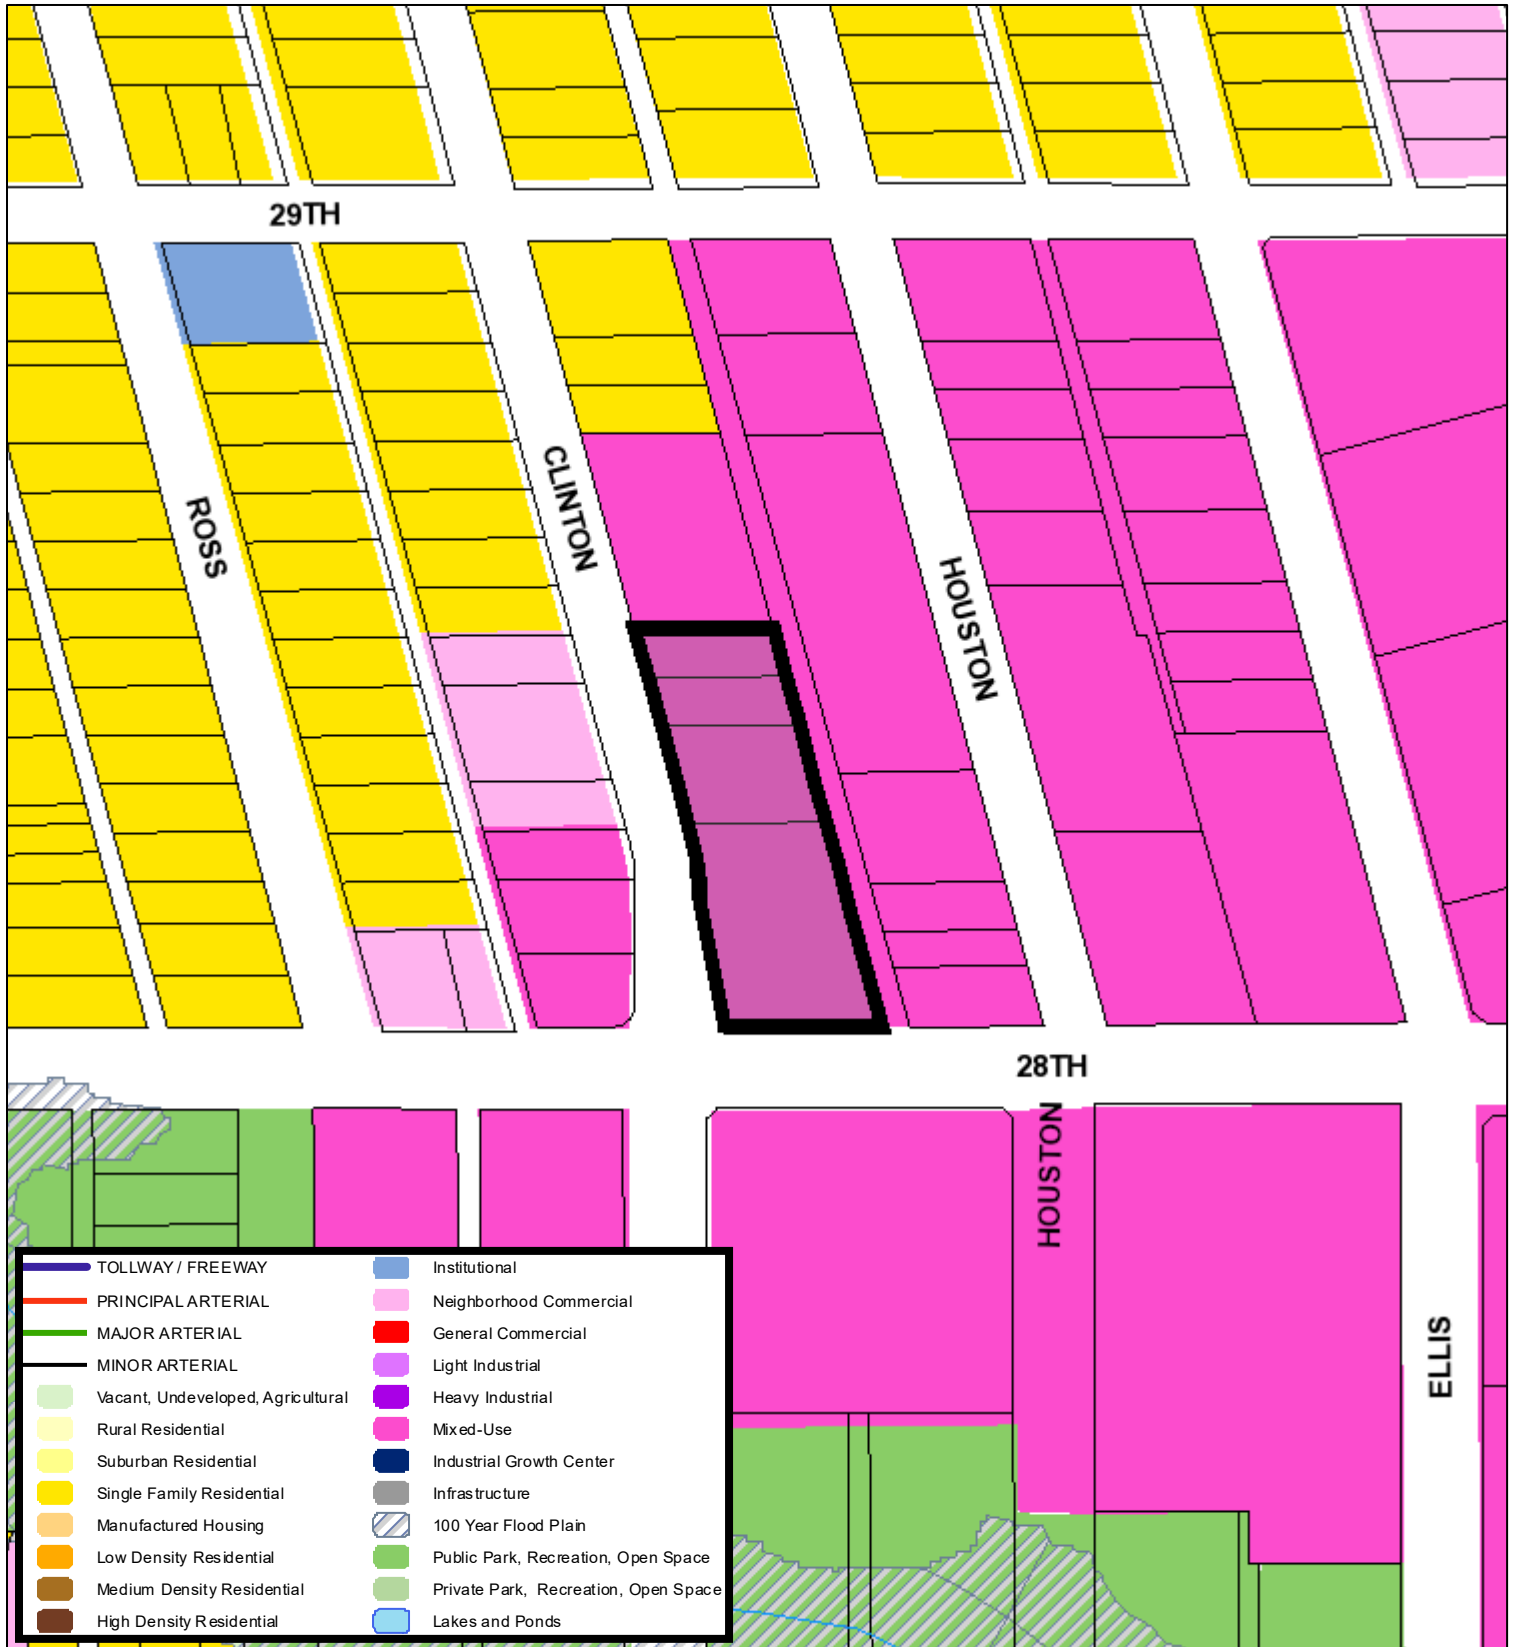 29TH
CLINTON
ROSS
HOUSTON
28TH
HOUSTON
ELLIS
TOLLWAY / FREEWAY
PRINCIPAL ARTERIAL
MAJOR ARTERIAL
MINOR ARTERIAL
Vacant, Undeveloped, Agricultural
Rural Residential
Suburban Residential
Single Family Residential
Manufactured Housing
Low Density Residential
Medium Density Residential
High Density Residential
Institutional
Neighborhood Commercial
General Commercial
Light Industrial
Heavy Industrial
Mixed-Use
Industrial Growth Center
Infrastructure
100 Year Flood Plain
Public Park, Recreation, Open Space
Private Park, Recreation, Open Space
Lakes and Ponds